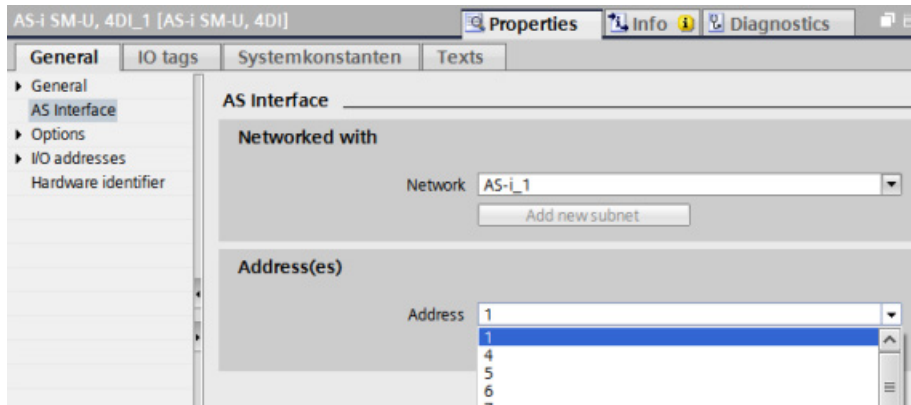 AS-i SM-U, 4DI_1 [AS-i SM-U, 4DI]
Properties Info Diagnostics
General IO tags Systemkonstanten Texts
General
AS Interface
Options
I/O addresses
Hardware identifier
AS Interface
Networked with
Network AS-i_1
Add new subnet
Address(es)
Address 1
1
4
5
6